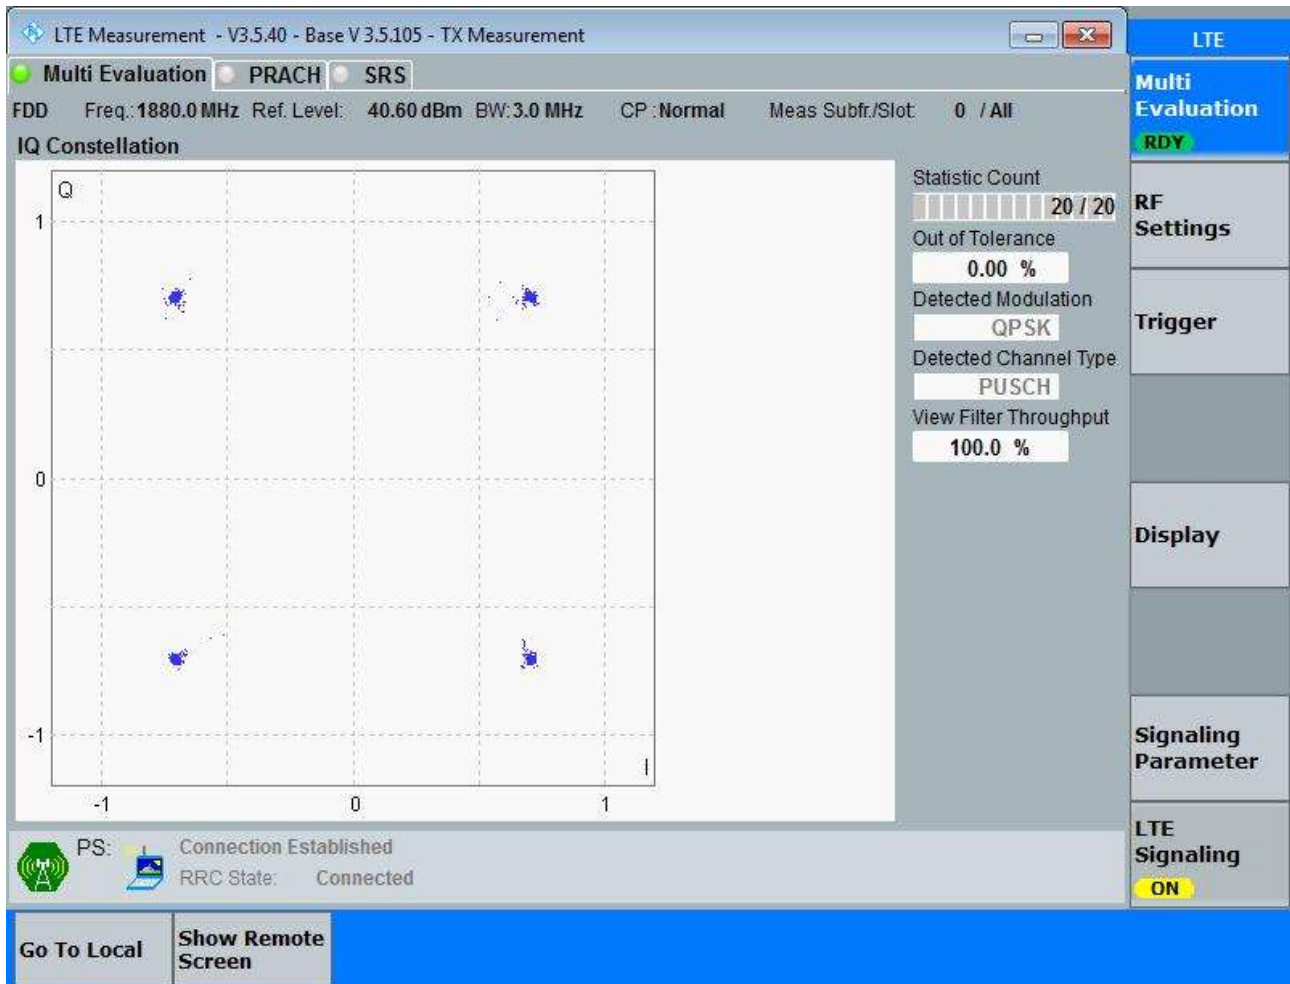 LTE Measurement - V3.5.40 - Base V 3.5.105 - TX Measurement
LTE
Multi Evaluation PRACH SRS
FDD Freq.: 1880.0 MHz Ref. Level: 40.60 dBm BW: 3.0 MHz CP : Normal Meas Subfr./Slot: 0 / All
IQ Constellation
Q
1
0
-1
I
-1 0 1
Statistic Count
20 / 20
Out of Tolerance
0.00 %
Detected Modulation
QPSK
Detected Channel Type
PUSCH
View Filter Throughput
100.0 %
Multi
Evaluation
RDY
RF
Settings
Trigger
Display
Signaling
Parameter
LTE
Signaling
ON
PS: Connection Established
RRC State: Connected
Go To Local
Show Remote
Screen